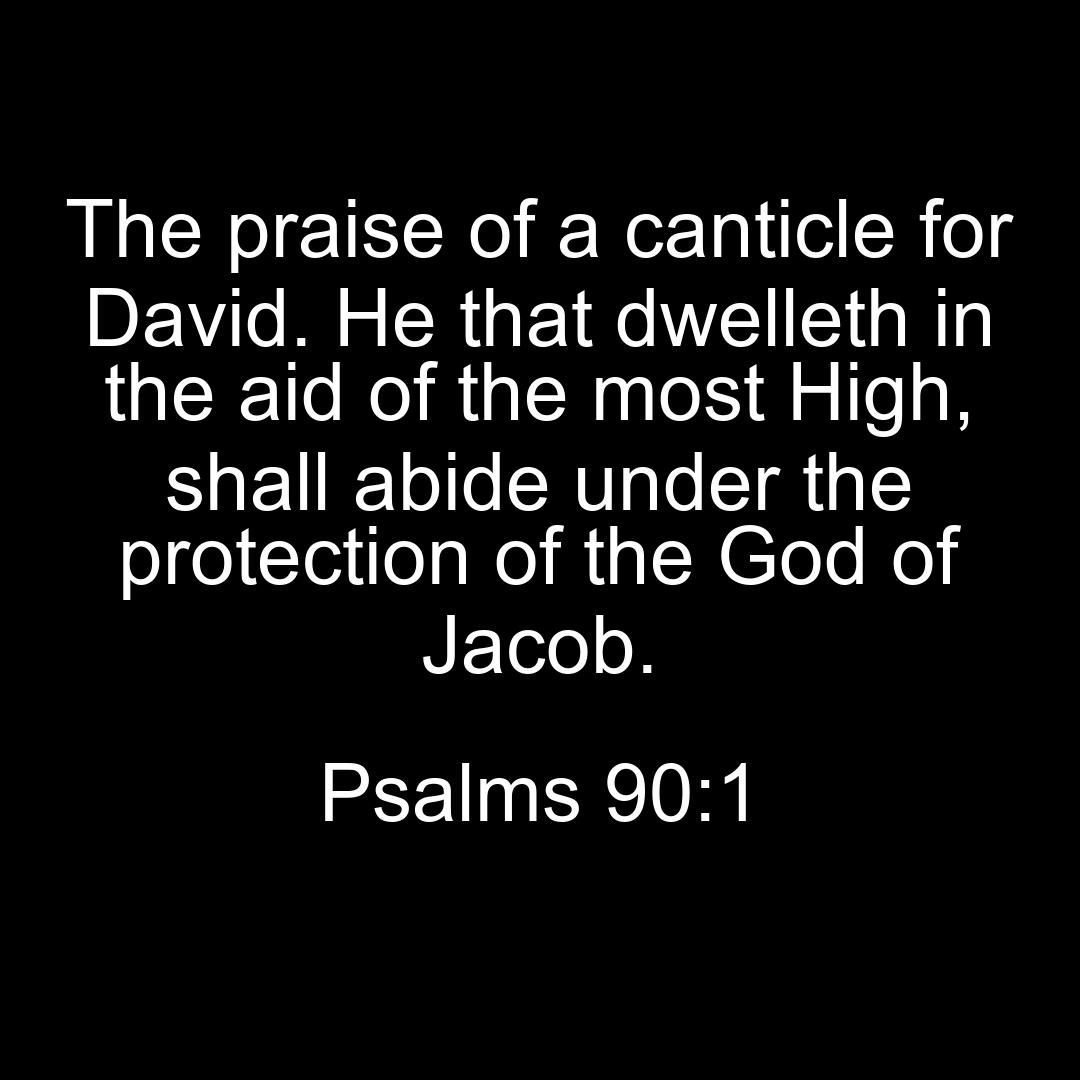 The praise of a canticle for
David. He that dwelleth in
the aid of the most High,
shall abide under the
protection of the God of
Jacob.
Psalms 90:1